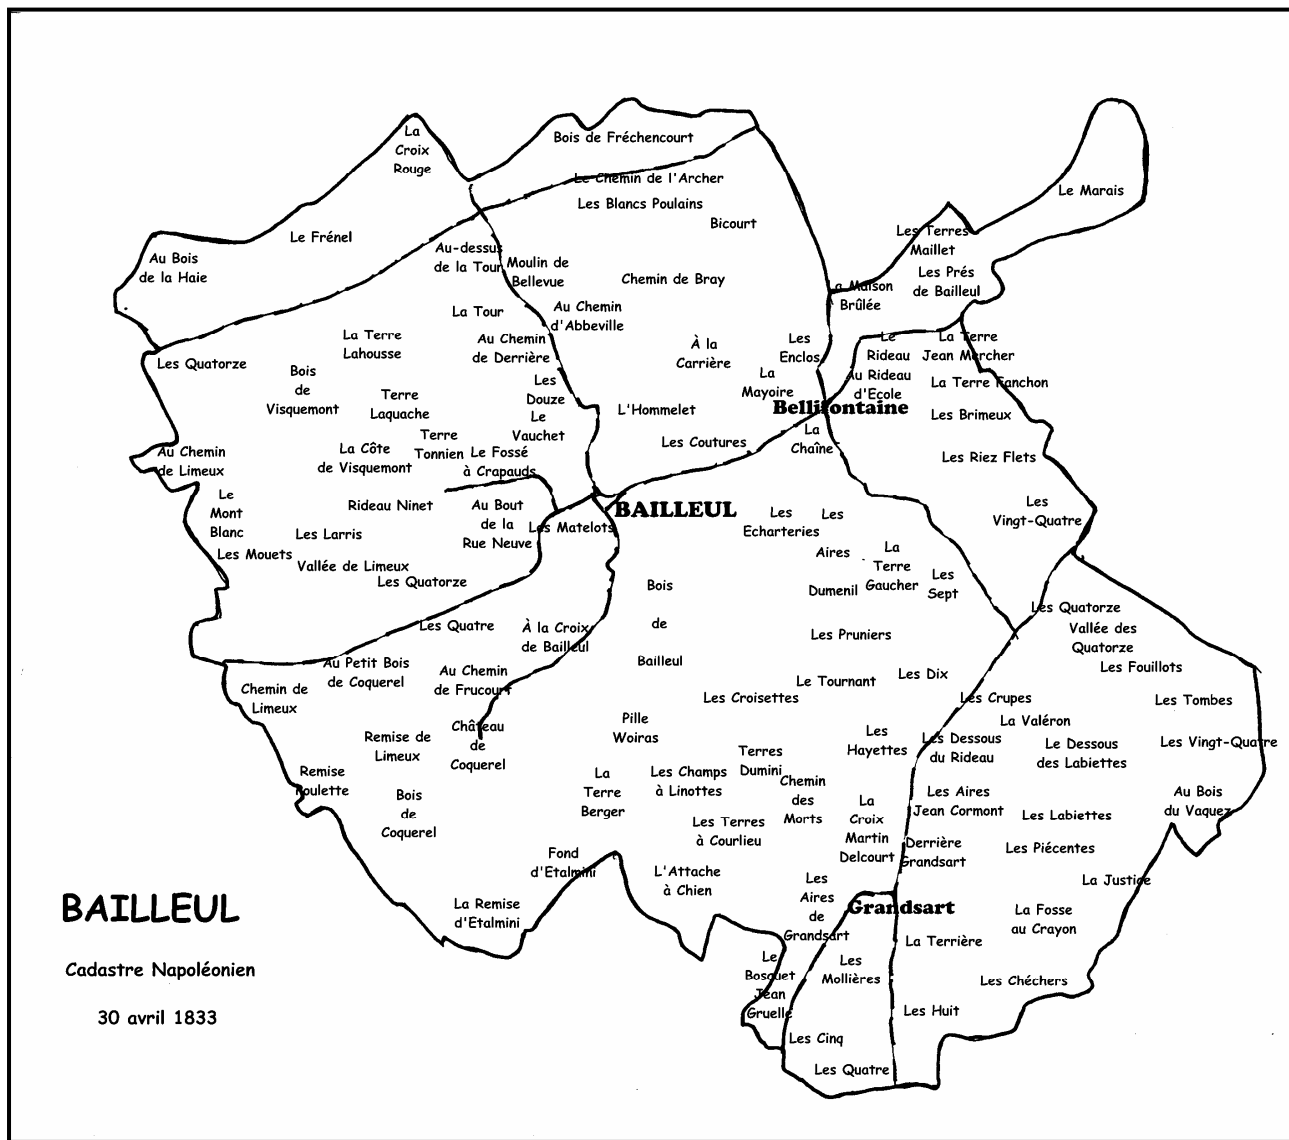 La
Croix
Rouge
Bois de Fréchencourt
Le Chemin de l'Archer
Les Blancs Poulains
Bicourt
Le Marais
Les Terres
Maillet
Les Prés
de Bailleul
La Maison
Brûlée
Le Frénel
Au Bois
de la Haie
Au-dessus
de la Tour
Moulin de
Bellevue
Chemin de Bray
La Tour
Au Chemin
d'Abbeville
La Terre
Lahousse
Au Chemin
de Derrière
À la
Carrière
Les
Enclos
Le
Rideau
La Terre
Jean Mercher
Les Quatorze
Bois
de
Visquemont
Les
Douze
La
Mayoire
Au Rideau
d'Ecole
La Terre Fanchon
Terre
Laquache
L'Hommelet
Bellifontaine
Les Brimeux
Le
Vauchet
Terre
Tonnien
Les Coutures
La
Chaîne
Au Chemin
de Limeux
La Côte
de Visquemont
Le Fossé
à Crapauds
Les Riez Flets
Le
Mont
Blanc
Rideau Ninet
Au Bout
de la
Rue Neuve
BAILLEUL
Les Matelots
Les
Echarteries
Les
Aires
Dumenil
Les
Vingt-Quatre
Les Larris
Les Mouets
Vallée de Limeux
Les Quatorze
La
Terre
Gaucher
Les
Sept
Bois
de
Bailleul
Les Quatre
À la Croix
de Bailleul
Les Pruniers
Les Quatorze
Vallée des
Quatorze
Les Fouillots
Au Petit Bois
de Coquerel
Au Chemin
de Frucourt
Le Tournant
Les Dix
Chemin de
Limeux
Les Croisettes
Les Crupes
Les Tombes
Remise de
Limeux
Château
de
Coquerel
Pille
Woiras
La Valéron
Les
Hayettes
Les Dessous
du Rideau
Le Dessous
des Labiettes
Les Vingt-Quatre
Remise
Poulette
Bois
de
Coquerel
La
Terre
Berger
Les Champs
à Linottes
Terres
Dumini
Chemin
des
Morts
Les Aires
Jean Cormont
Les Labiettes
Au Bois
du Vaquez
Les Terres
à Courlieu
La
Croix
Martin
Delcourt
Derrière
Grandsart
Les Piécentes
Fond
d'Etalmini
L'Attache
à Chien
Les
Aires
de
Grandsart
La Justice
La Remise
d'Etalmini
Grandsart
La Fosse
au Crayon
La Terrière
Le
Bosquet
Jean
Gruelle
Les
Mollières
Les Chéchers
Les Huit
Les Cinq
Les Quatre
BAILLEUL
Cadastre Napoléonien
30 avril 1833